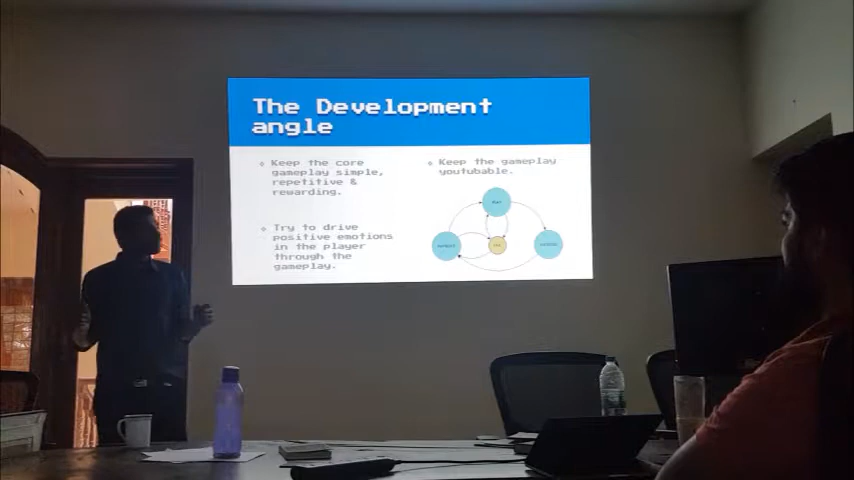 The Development
angle
❖ Keep the core
gameplay simple,
repetitive &
rewarding.
❖ Try to drive
positive emotions
in the player
through the
gameplay.
❖ Keep the gameplay
youtubable.